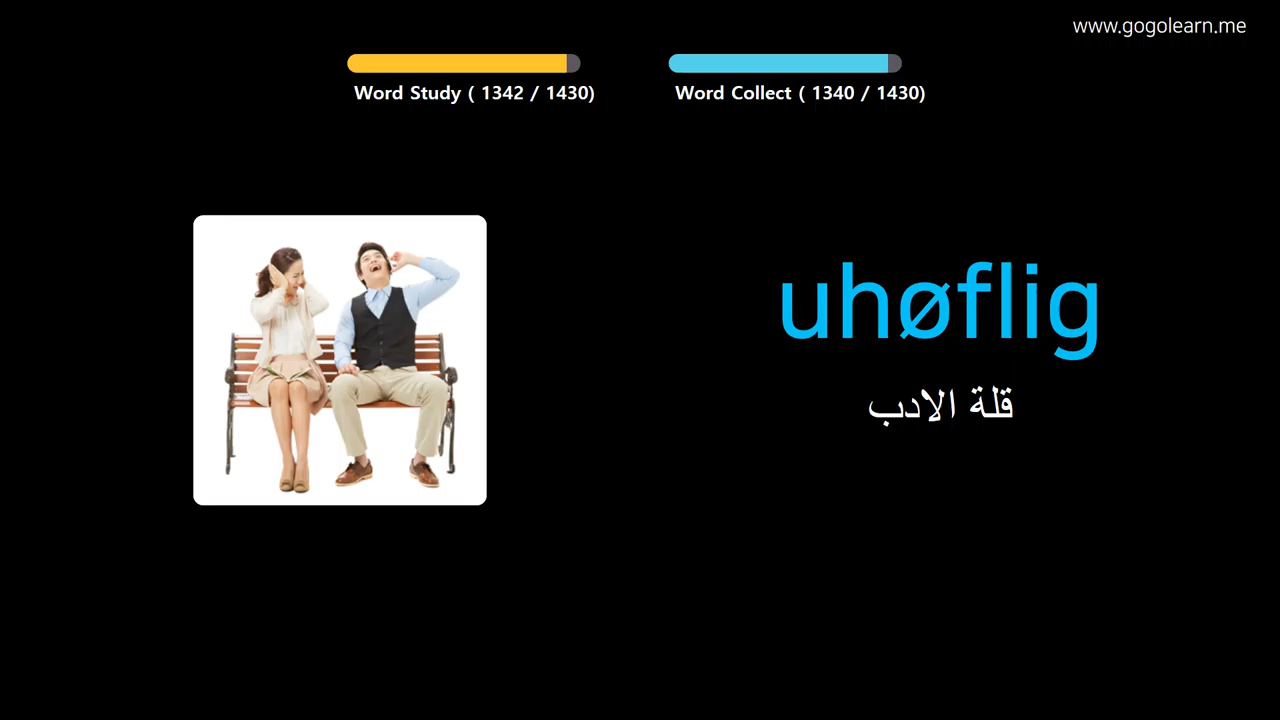 www.gogolearn.me
Word Study ( 1342 / 1430)
Word Collect ( 1340 / 1430)
uhøflig
قلة الادب